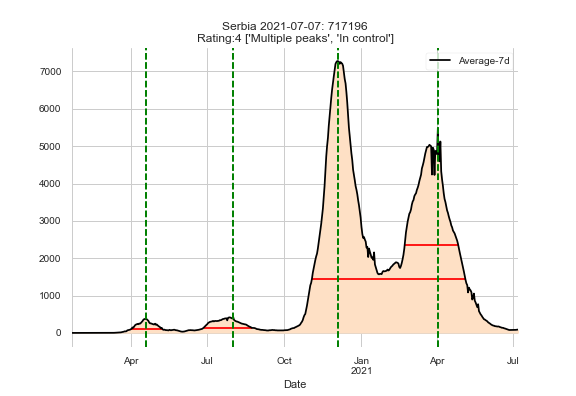 Serbia 2021-07-07: 717196
Rating:4 ['Multiple peaks', 'In control']
Average-7d
7000
6000
5000
4000
3000
2000
1000
0
Apr Jul Oct Jan Apr Jul
2021
Date